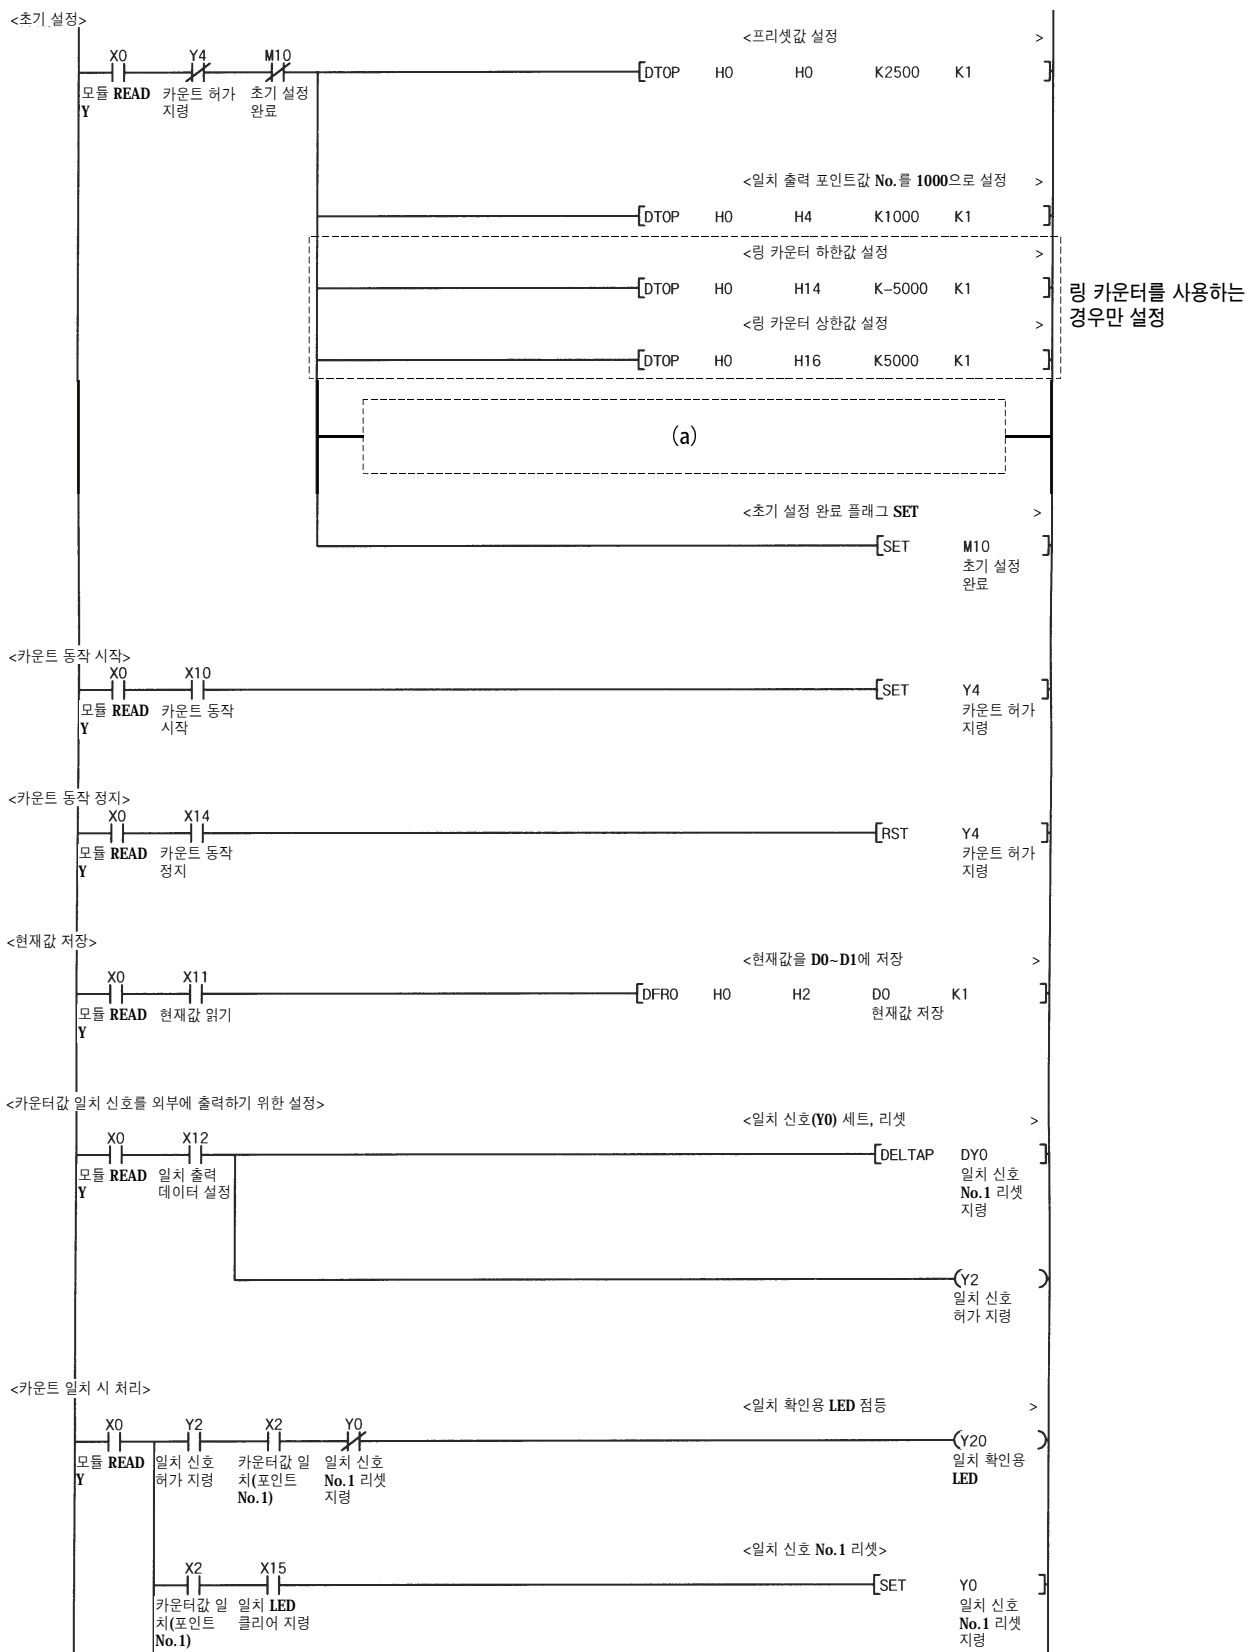 <초기 설정>
<프리셋값 설정 >
X0 Y4 M10
DTOP H0 H0 K2500 K1
모듈 READ 카운트 허가 초기 설정
Y 지령 완료
<일치 출력 포인트값 No.를 1000으로 설정 >
DTOP H0 H4 K1000 K1
<링 카운터 하한값 설정 >
DTOP H0 H14 K-5000 K1
링 카운터를 사용하는
경우만 설정
<링 카운터 상한값 설정 >
DTOP H0 H16 K5000 K1
(a)
<초기 설정 완료 플래그 SET >
SET M10
초기 설정
완료
<카운트 동작 시작>
X0 X10
SET Y4
모듈 READ 카운트 동작 카운트 허가
Y 시작 지령
<카운트 동작 정지>
X0 X14
RST Y4
모듈 READ 카운트 동작 카운트 허가
Y 정지 지령
<현재값 저장>
<현재값을 D0~D1에 저장 >
X0 X11
DFRO H0 H2 D0 K1
모듈 READ 현재값 읽기 현재값 저장
Y
<카운터값 일치 신호를 외부에 출력하기 위한 설정>
<일치 신호(Y0) 세트, 리셋 >
X0 X12
DELTAP DY0
모듈 READ 일치 출력 일치 신호
Y 데이터 설정 No.1 리셋
지령
Y2
일치 신호
허가 지령
<카운트 일치 시 처리>
<일치 확인용 LED 점등 >
X0 Y2 X2 Y0
Y20
모듈 READ 일치 신호 카운터값 일 일치 신호 일치 확인용
Y 허가 지령 치(포인트 No.1 리셋 LED
No.1) 지령
<일치 신호 No.1 리셋>
X2 X15
SET Y0
카운터값 일 일치 LED 일치 신호
치(포인트 클리어 지령 No.1 리셋
No.1) 지령